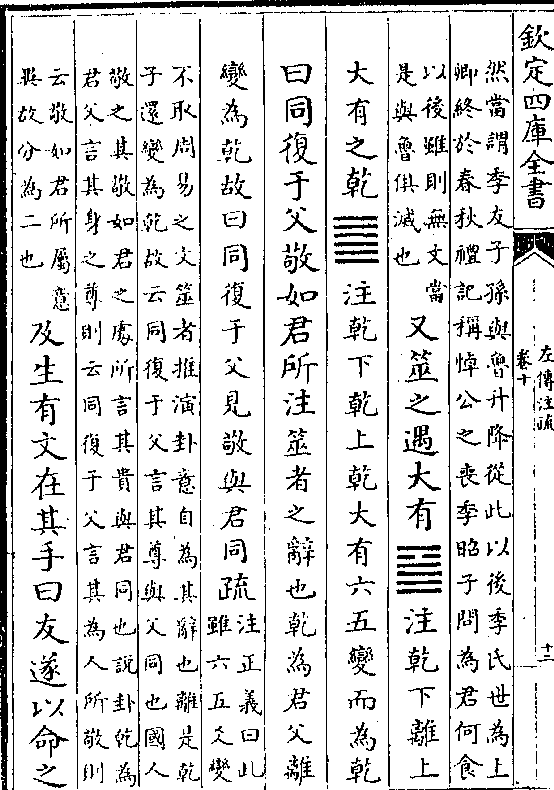 欽定四庫全書
左傳注疏
卷十
十二
然當謂季友子孫與魯升降從此以後季氏世為上
卿終於春秋禮記稱悼公之喪季昭子問為君何食
以後雖則無文當
是與魯俱滅也
又筮之遇大有䷍注乾下離上
大有之乾䷀注乾下乾上乾大有六五變而為乾
曰同復于父敬如君所注筮者之辭也乾為君父離
變為乾故曰同復于父見敬與君同疏
注正義曰此
雖六五爻變
不取周易之文筮者推演卦意自為其辭也離是乾
子還變為乾故云同復于父言其尊與父同也國人
敬之其敬如君之處所言其貴與君同也說卦乾為
君父言其身之尊則云同復于父言其為人所敬則
云敬如君所屬意
異故分為二也
及生有文在其手曰友遂以命之